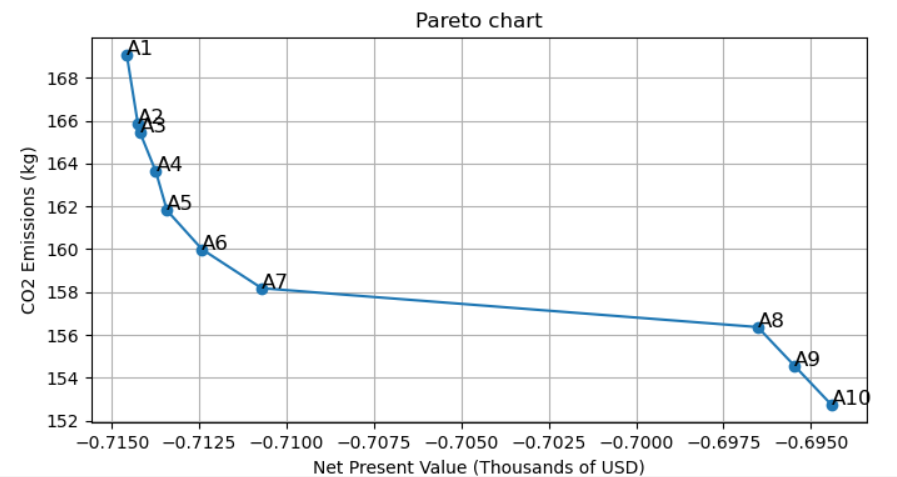 Pareto chart
A1
168
166
A2
A3
164
A4
162
A5
160
A6
158
A7
156
A8
154
A9
152
A10
CO2 Emissions (kg)
−0.7150 −0.7125 −0.7100 −0.7075 −0.7050 −0.7025 −0.7000 −0.6975 −0.6950
Net Present Value (Thousands of USD)